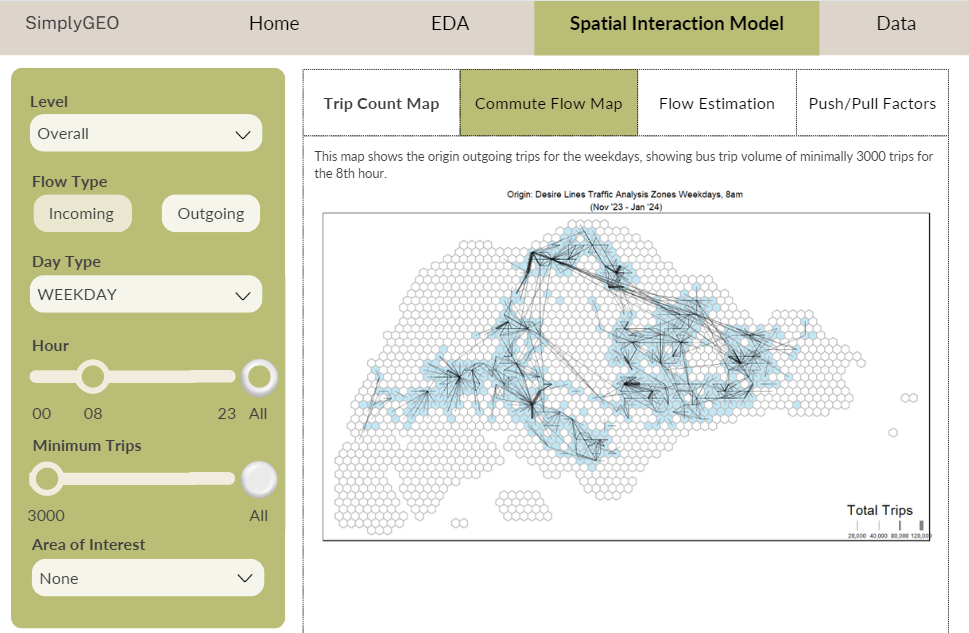 SimplyGEO
Home
EDA
Spatial Interaction Model
Data
Level
Overall
Flow Type
Incoming
Outgoing
Day Type
WEEKDAY
Hour
00
08
23
All
Minimum Trips
3000
All
Area of Interest
None
Trip Count Map
Commute Flow Map
Flow Estimation
Push/Pull Factors
This map shows the origin outgoing trips for the weekdays, showing bus trip volume of minimally 3000 trips for
the 8th hour.
Origin: Desire Lines Traffic Analysis Zones Weekdays, 8am
(Nov '23 - Jan '24)
Total Trips
20,000 40,000 80,000 120,000